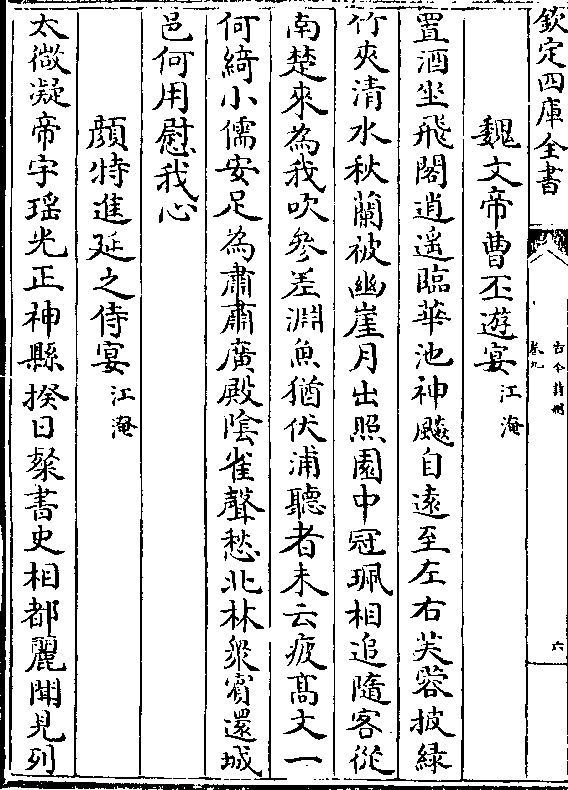 欽定四庫全書
古今詩刪
卷九
六
魏文帝曹丕遊宴江淹
置酒坐飛閣逍遥臨華池神飈自遠至左右芙蓉披緑
竹夾清水秋蘭被幽崖月出照園中冠珮相追隨客從
南楚來為我吹參差淵魚猶伏浦聽者未云疲髙文一
何綺小儒安足為肅肅廣殿陰雀聲愁北林衆賔還城
邑何用慰我心
顔特進延之侍宴江淹
太㣲凝帝宇瑶光正神縣揆日粲書史相都麗聞見列